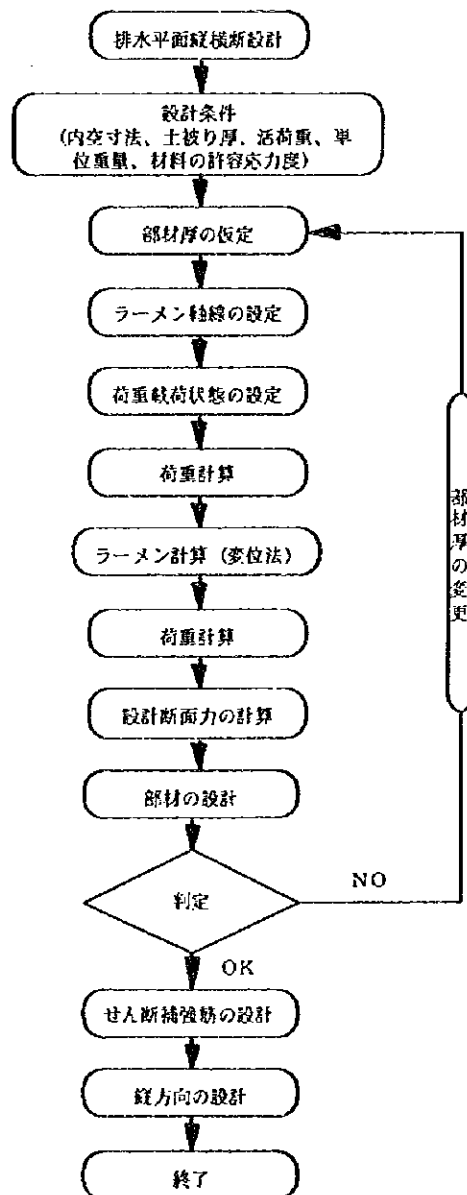 排水平面縦横断設計
設計条件
(内空寸法、土被り厚、活荷重、単
位重量、材料の許容応力度)
部材厚の仮定
ラーメン軸線の設定
荷重載荷状態の設定
荷重計算
ラーメン計算(変位法)
荷重計算
設計断面力の計算
部材の設計
判定
NO
OK
せん断補強筋の設計
縦方向の設計
終了
部材厚の変更